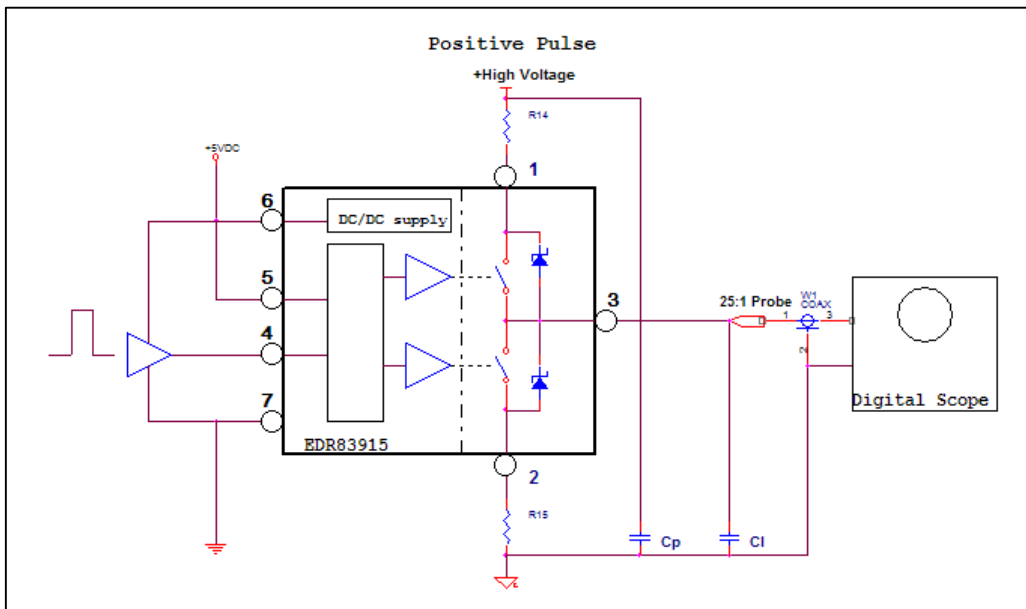 Positive Pulse
+High Voltage
R14
+5VDC
1
6
DC/DC supply
5
3
25:1 Probe
W1
COAX
1
3
2
4
7
Digital Scope
EDR83915
2
R15
Cp
Cl